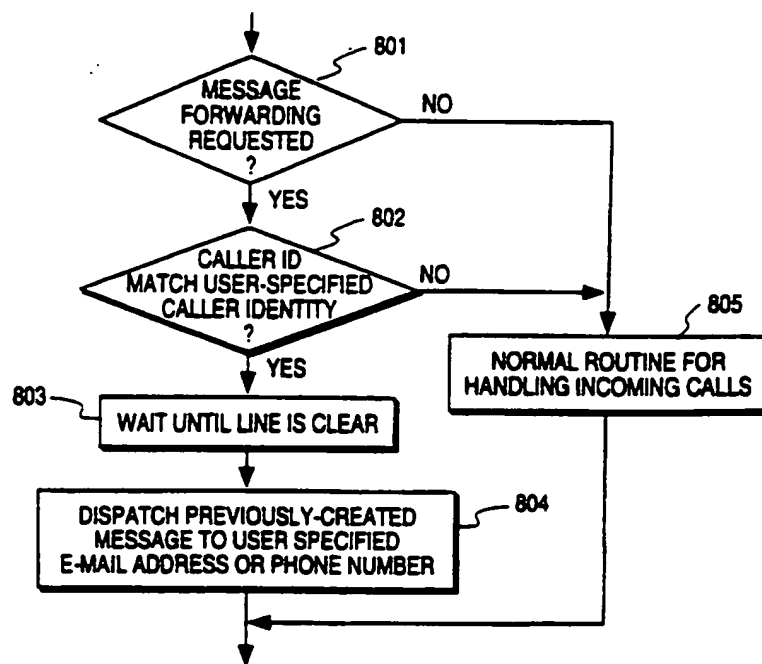 801
MESSAGE
FORWARDING
REQUESTED
?
NO
YES
802
CALLER ID
MATCH USER-SPECIFIED
CALLER IDENTITY
?
NO
YES
805
NORMAL ROUTINE FOR
HANDLING INCOMING CALLS
803
WAIT UNTIL LINE IS CLEAR
804
DISPATCH PREVIOUSLY-CREATED
MESSAGE TO USER SPECIFIED
E-MAIL ADDRESS OR PHONE NUMBER